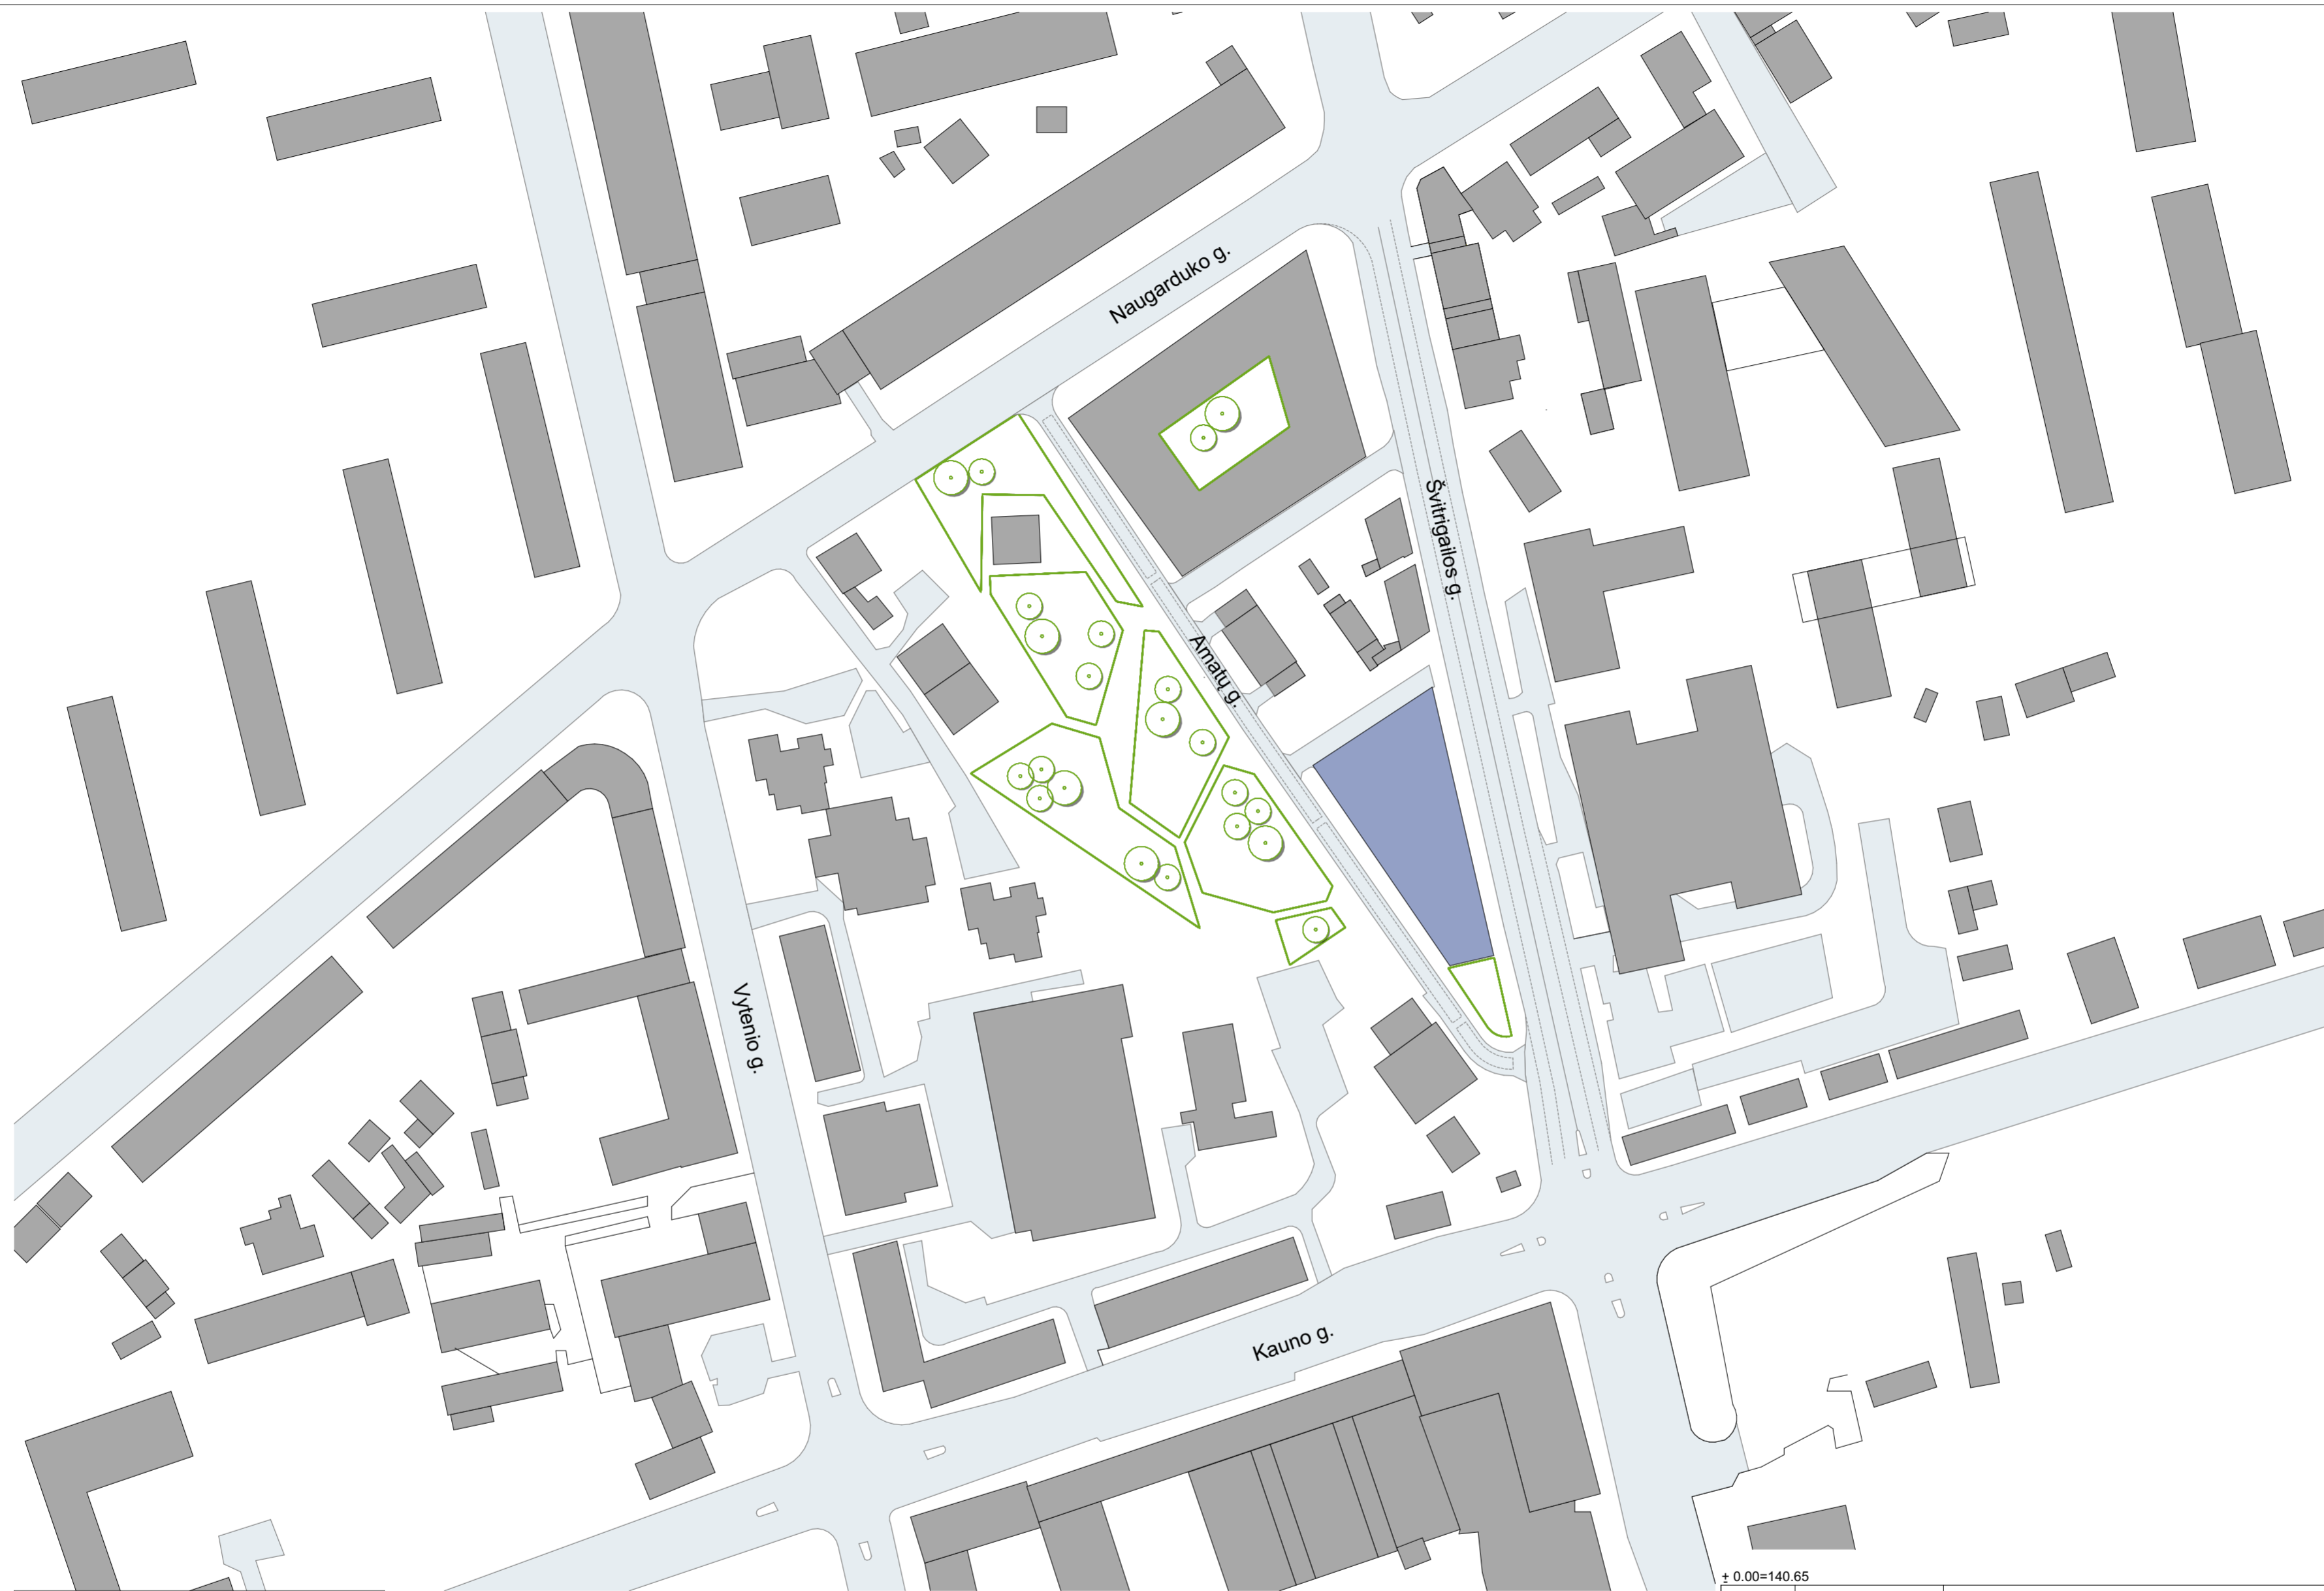 Naugarduko g.
Švitrigailos g.
Amatų g.
Vytenio g.
Kauno g.
± 0.00=140.65